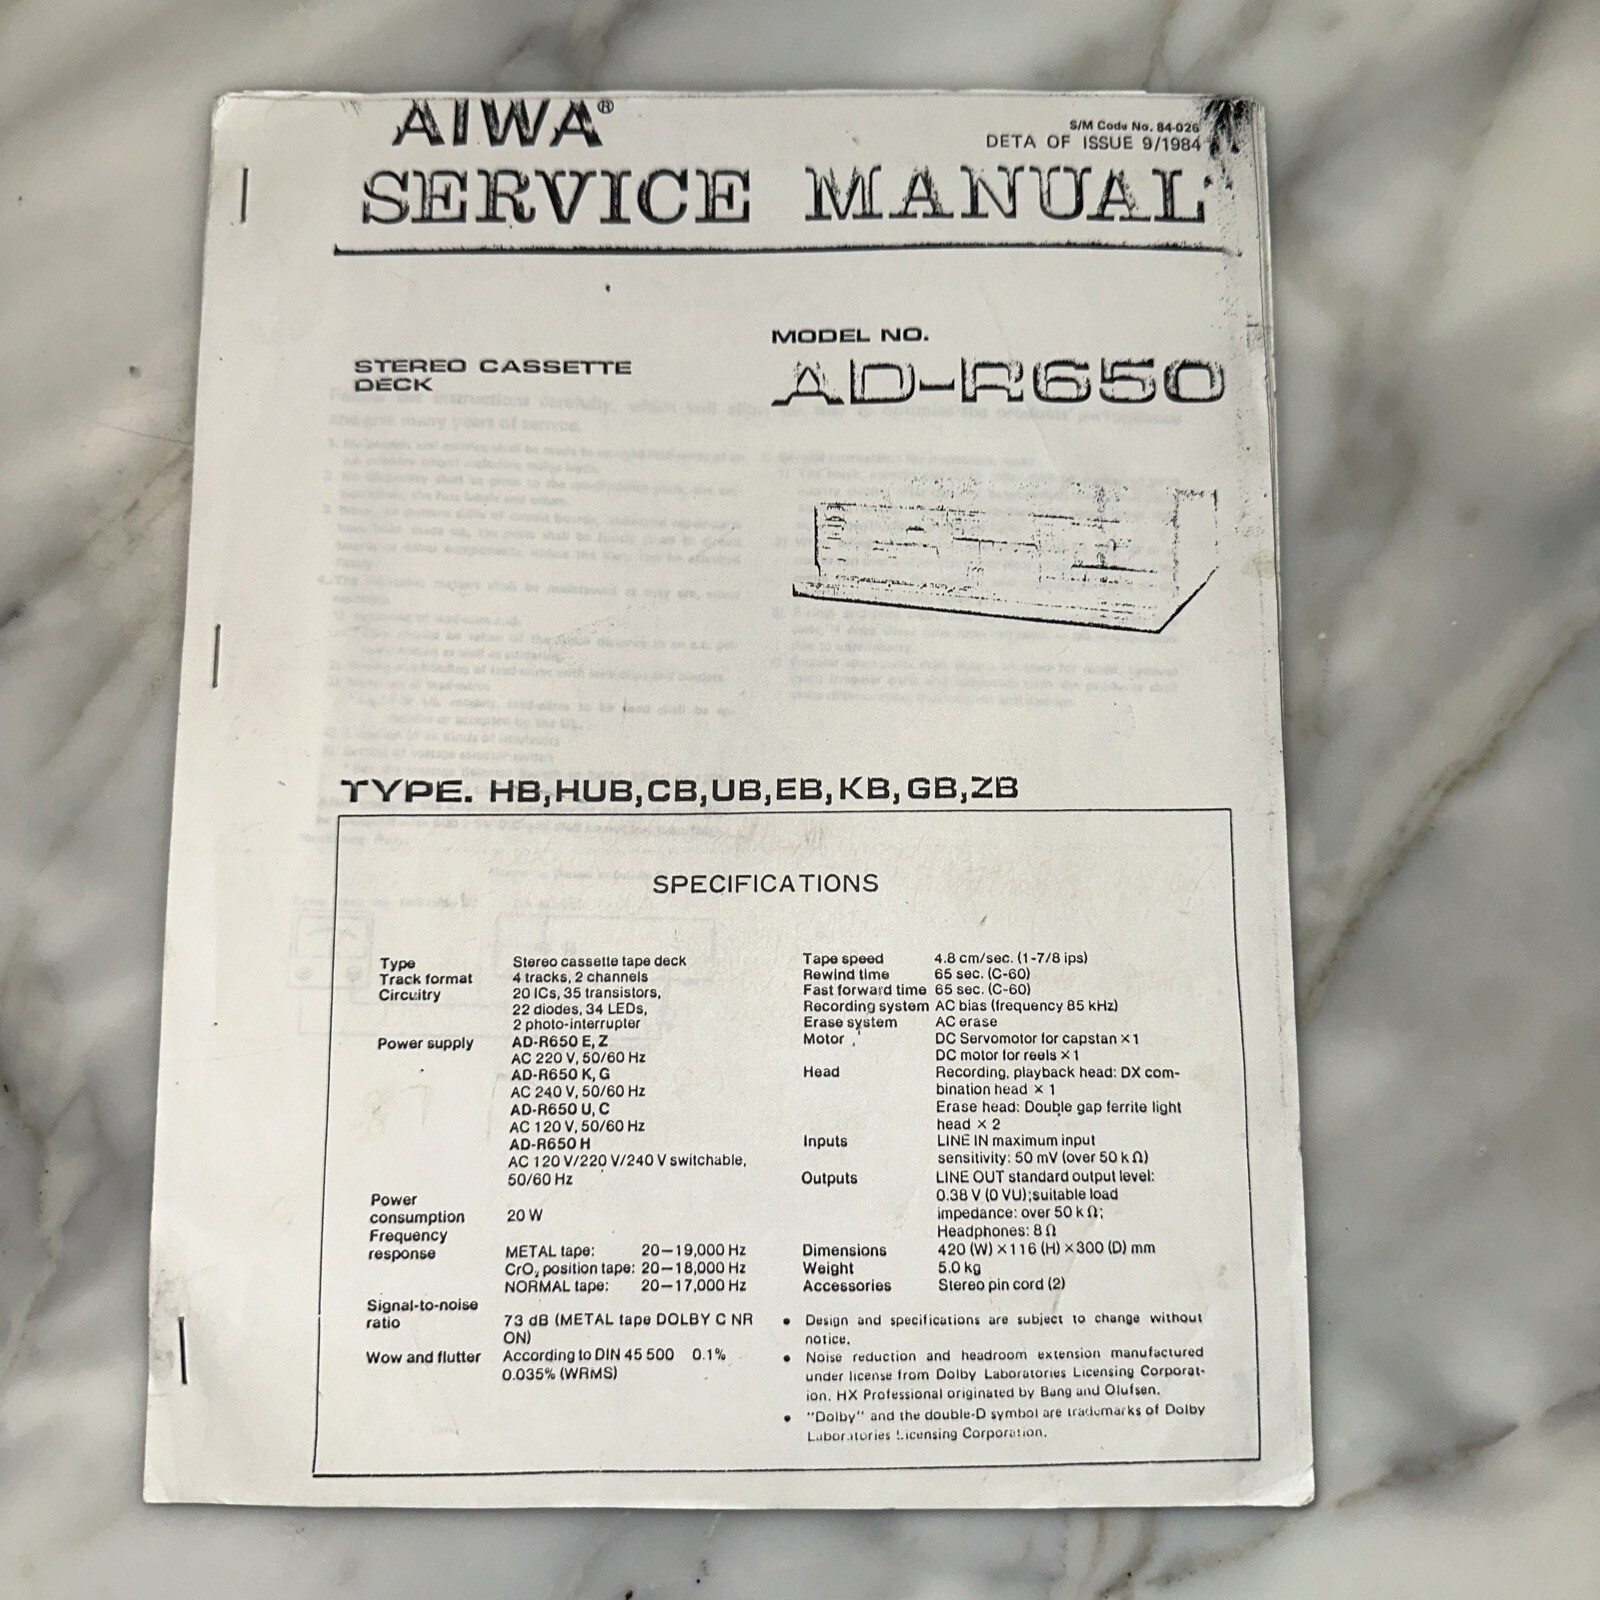 AIWA®
S/M Code No. 84-026
DETA OF ISSUE 9/1984
SERVICE MANUAL
STEREO CASSETTE
DECK
MODEL NO.
AD-R650
TYPE. HB,HUB,CB,UB,EB,KB,GB,ZB
SPECIFICATIONS
Type Stereo cassette tape deck
Track format 4 tracks, 2 channels
Circuitry 20 ICs, 35 transistors,
22 diodes, 34 LEDs,
2 photo-interrupter
Power supply AD-R650 E, Z
AC 220 V, 50/60 Hz
AD-R650 K, G
AC 240 V, 50/60 Hz
AD-R650 U, C
AC 120 V, 50/60 Hz
AD-R650 H
AC 120 V/220 V/240 V switchable,
50/60 Hz
Power
consumption 20 W
Frequency
response METAL tape: 20—19,000 Hz
CrO₂ position tape: 20—18,000 Hz
NORMAL tape: 20—17,000 Hz
Signal-to-noise
ratio 73 dB (METAL tape DOLBY C NR
ON)
Wow and flutter According to DIN 45 500 0.1%
0.035% (WRMS)
Tape speed 4.8 cm/sec. (1-7/8 ips)
Rewind time 65 sec. (C-60)
Fast forward time 65 sec. (C-60)
Recording system AC bias (frequency 85 kHz)
Erase system AC erase
Motor DC Servomotor for capstan × 1
DC motor for reels × 1
Head Recording, playback head: DX com-
bination head × 1
Erase head: Double gap ferrite light
head × 2
Inputs LINE IN maximum input
sensitivity: 50 mV (over 50 k Ω)
Outputs LINE OUT standard output level:
0.38 V (0 VU);suitable load
impedance: over 50 k Ω;
Headphones: 8 Ω
Dimensions 420 (W) × 116 (H) × 300 (D) mm
Weight 5.0 kg
Accessories Stereo pin cord (2)
• Design and specifications are subject to change without
notice.
• Noise reduction and headroom extension manufactured
under license from Dolby Laboratories Licensing Corporat-
ion. HX Professional originated by Bang and Olufsen.
• "Dolby" and the double-D symbol are trademarks of Dolby
Laboratories Licensing Corporation.